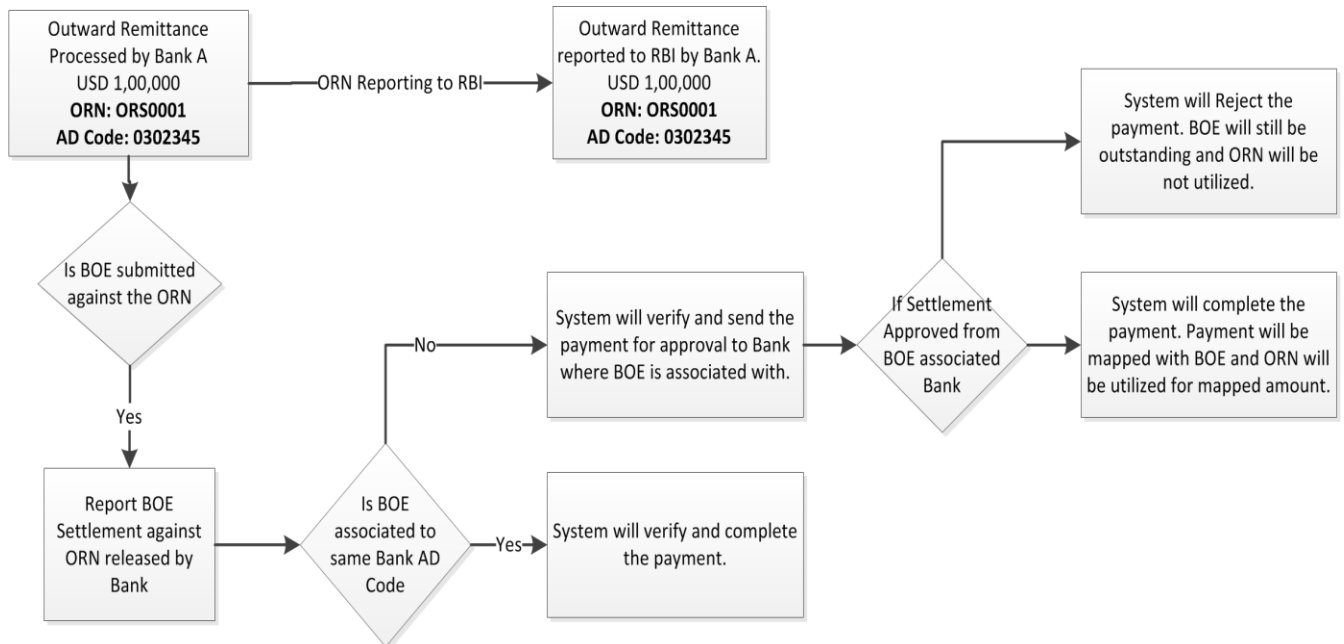 Outward Remittance
Processed by Bank A
USD 1,00,000
ORN: ORS0001
AD Code: 0302345
ORN Reporting to RBI
Outward Remittance
reported to RBI by Bank A.
USD 1,00,000
ORN: ORS0001
AD Code: 0302345
Is BOE submitted
against the ORN
Yes
Report BOE
Settlement against
ORN released by
Bank
Is BOE
associated to
same Bank AD
Code
No
System will verify and send the
payment for approval to Bank
where BOE is associated with.
Yes
System will verify and complete
the payment.
If Settlement
Approved from
BOE associated
Bank
System will Reject the
payment. BOE will still be
outstanding and ORN will be
not utilized.
System will complete the
payment. Payment will be
mapped with BOE and ORN will
be utilized for mapped amount.